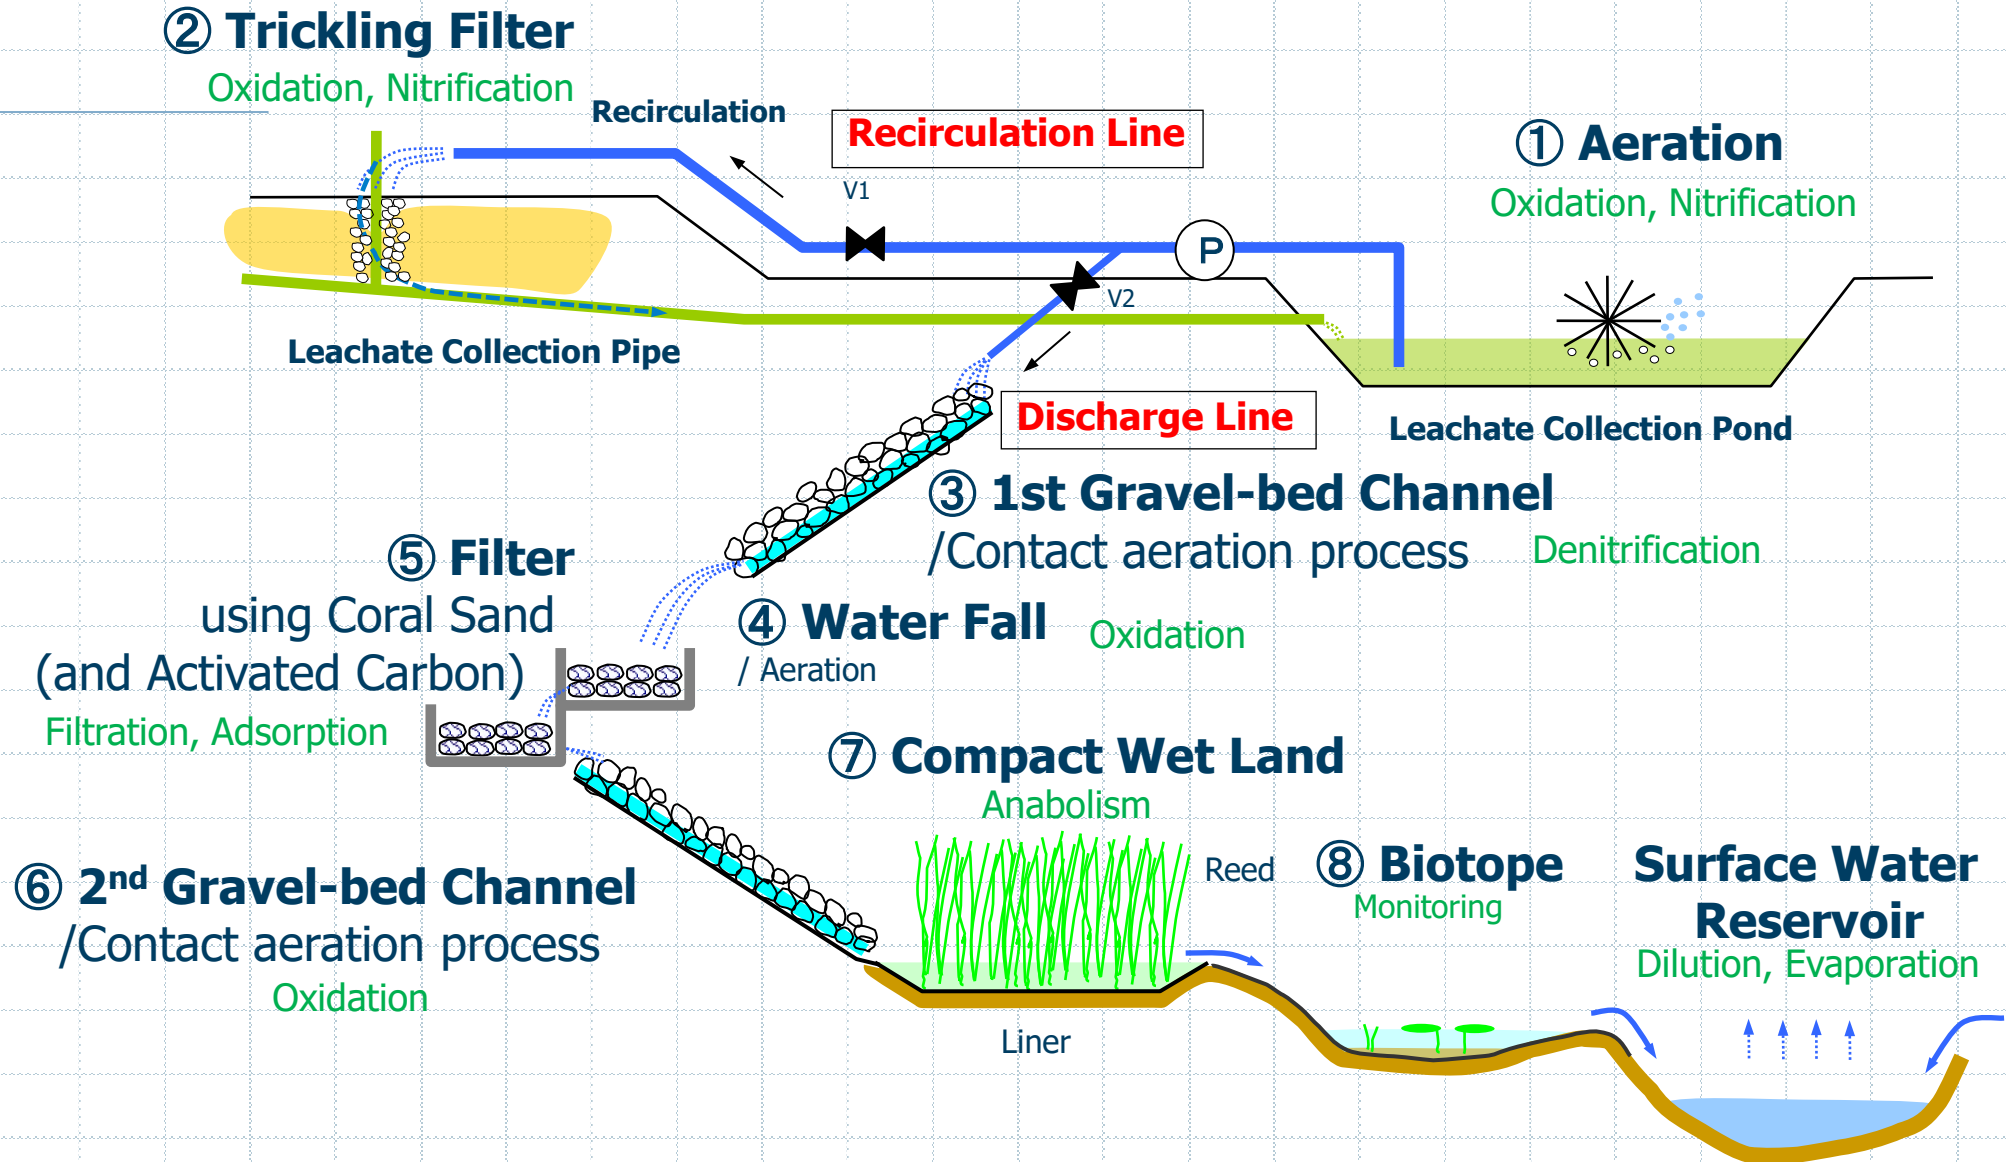 ② Trickling Filter
Oxidation, Nitrification
Recirculation
Recirculation Line
V1
① Aeration
Oxidation, Nitrification
P
V2
Leachate Collection Pipe
Discharge Line
Leachate Collection Pond
③ 1st Gravel-bed Channel
/Contact aeration process
Denitrification
④ Water Fall
/ Aeration
Oxidation
⑤ Filter
using Coral Sand
(and Activated Carbon)
Filtration, Adsorption
⑥ 2nd Gravel-bed Channel
/Contact aeration process
Oxidation
⑦ Compact Wet Land
Anabolism
Reed
Liner
⑧ Biotope
Monitoring
Surface Water
Reservoir
Dilution, Evaporation